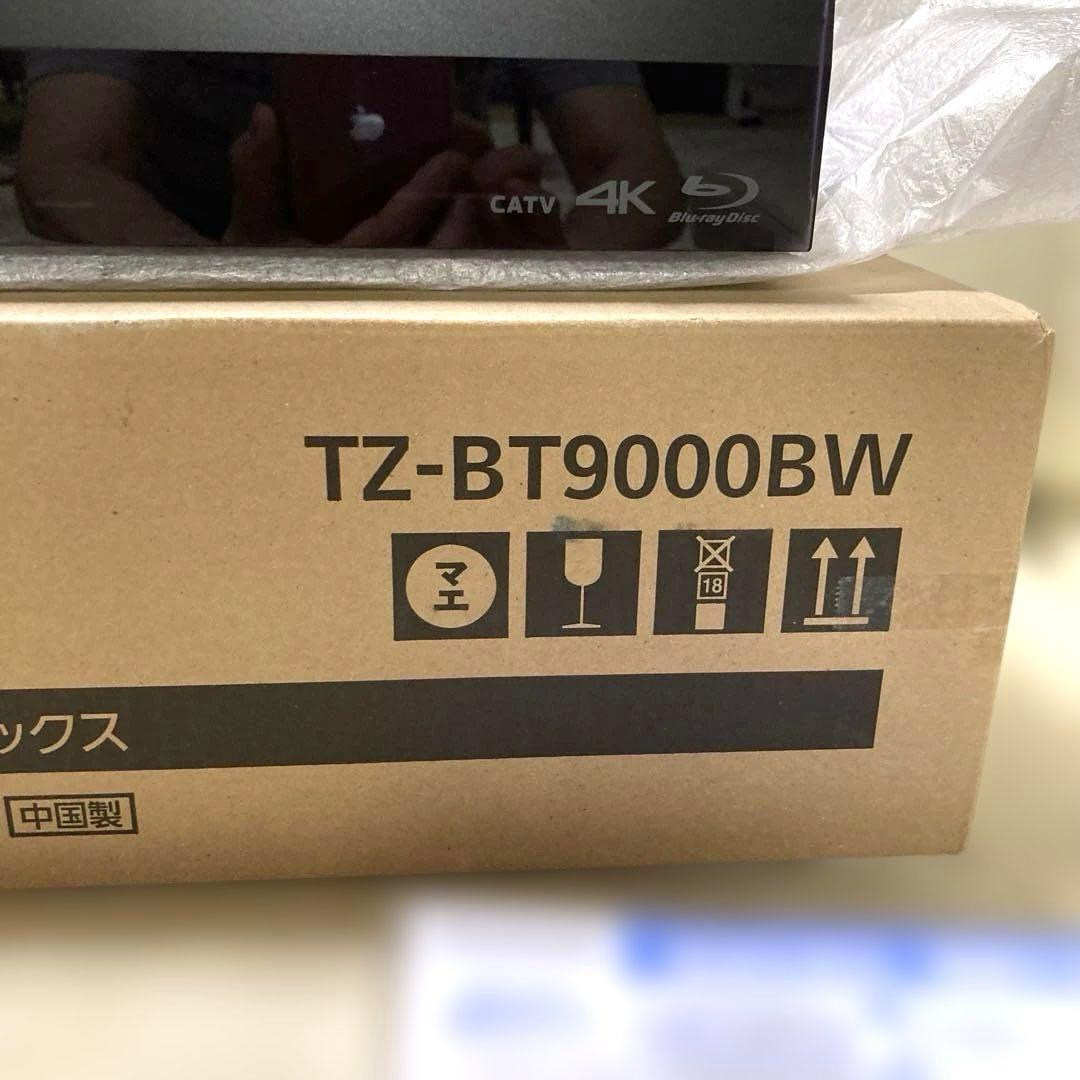 CATV 4K Blu-ray Disc
TZ-BT9000BW
マエ
18
ックス
中国製